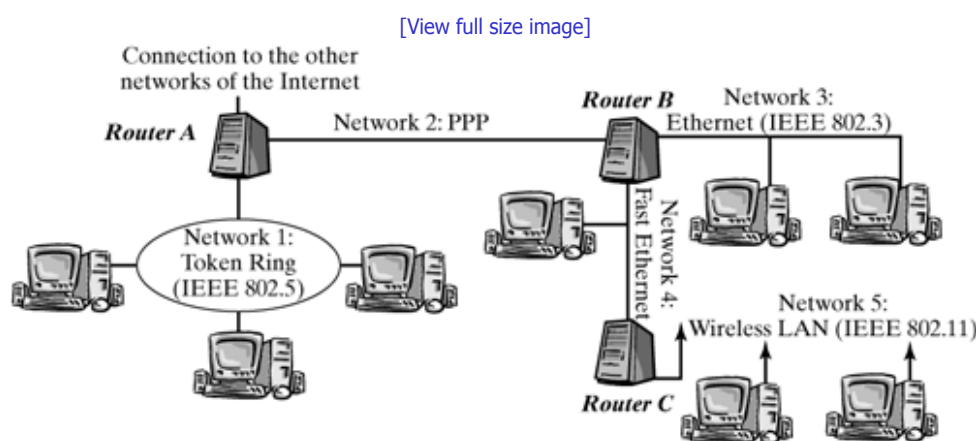 [View full size image]
Connection to the other
networks of the Internet
Router A
Network 2: PPP
Router B
Network 3:
Ethernet (IEEE 802.3)
Network 1:
Token Ring
(IEEE 802.5)
Network 4:
Fast Ethernet
Network 5:
Wireless LAN (IEEE 802.11)
Router C